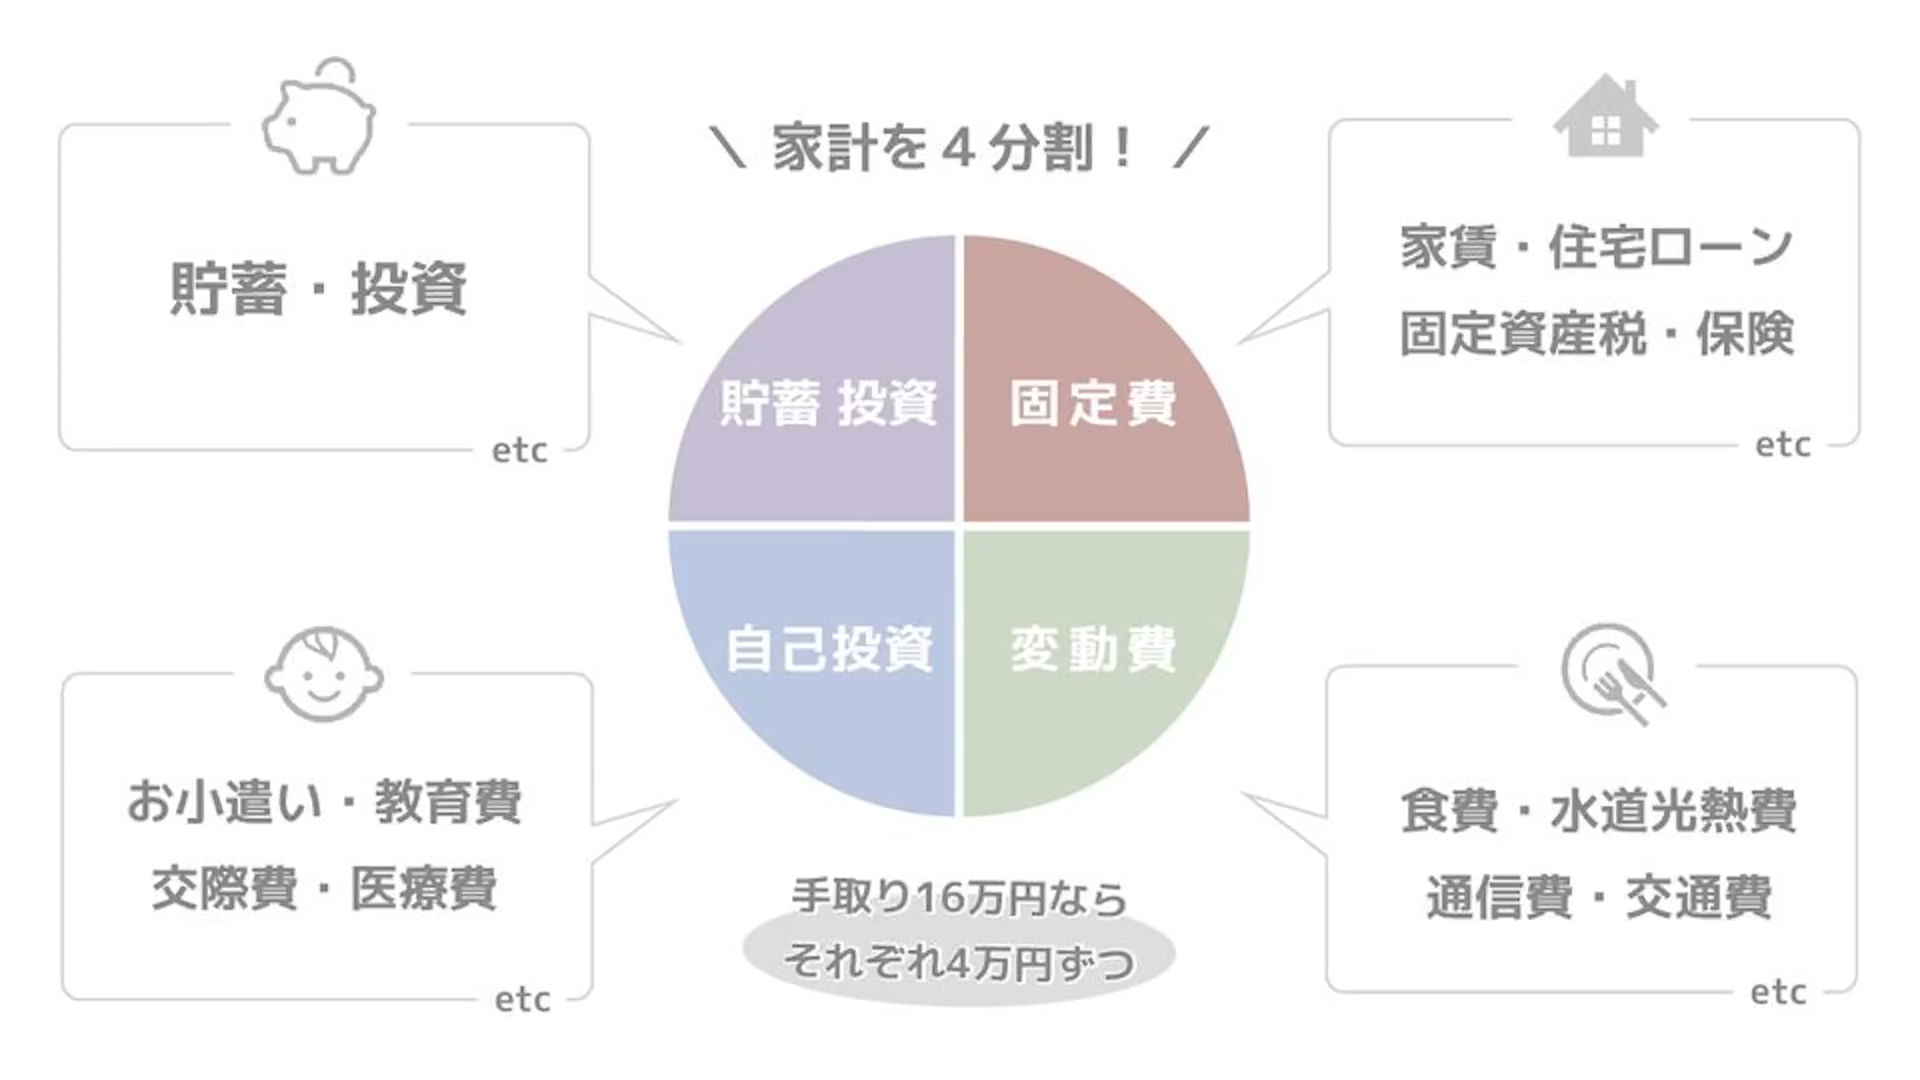 \ 家計を４分割！ /
貯蓄・投資
etc
家賃・住宅ローン
固定資産税・保険
etc
貯蓄 投資
固定費
自己投資
変動費
お小遣い・教育費
交際費・医療費
etc
食費・水道光熱費
通信費・交通費
etc
手取り16万円なら
それぞれ4万円ずつ